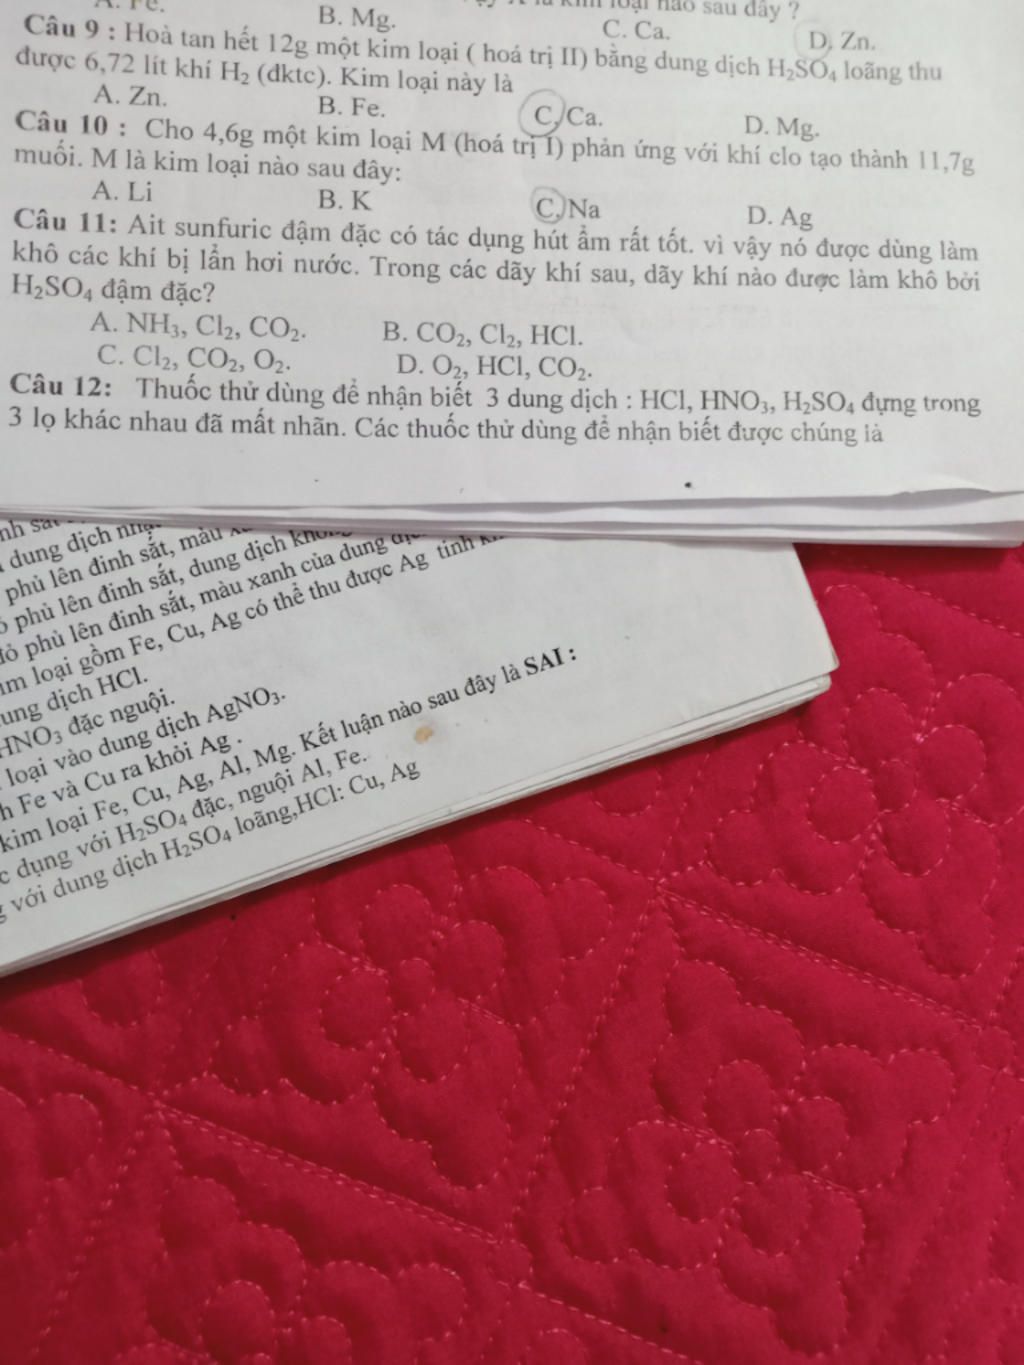 A. Fe.
B. Mg.
loại nào sau đây ?
C. Ca.
D. Zn.
Câu 9 : Hoà tan hết 12g một kim loại ( hoá trị II) bằng dung dịch H₂SO₄ loãng thu
được 6,72 lít khí H₂ (đktc). Kim loại này là
A. Zn. B. Fe. C. Ca. D. Mg.
Câu 10 : Cho 4,6g một kim loại M (hoá trị I) phản ứng với khí clo tạo thành 11,7g
muối. M là kim loại nào sau đây:
A. Li B. K C. Na D. Ag
Câu 11: Ait sunfuric đậm đặc có tác dụng hút ẩm rất tốt. vì vậy nó được dùng làm
khô các khí bị lẫn hơi nước. Trong các dãy khí sau, dãy khí nào được làm khô bởi
H₂SO₄ đậm đặc?
A. NH₃, Cl₂, CO₂. B. CO₂, Cl₂, HCl.
C. Cl₂, CO₂, O₂. D. O₂, HCl, CO₂.
Câu 12: Thuốc thử dùng để nhận biết 3 dung dịch : HCl, HNO₃, H₂SO₄ đựng trong
3 lọ khác nhau đã mất nhãn. Các thuốc thử dùng để nhận biết được chúng là
dung dịch
phủ lên đinh sắt, màu
phủ lên đinh sắt, dung dịch
đỏ phủ lên đinh sắt, màu xanh của dung
loại gồm Fe, Cu, Ag có thể thu được Ag tinh
dịch HCl.
HNO₃ đặc nguội.
loại vào dung dịch AgNO₃.
Fe và Cu ra khỏi Ag .
kim loại Fe, Cu, Ag, Al, Mg. Kết luận nào sau đây là SAI :
dụng với H₂SO₄ đặc, nguội Al, Fe.
với dung dịch H₂SO₄ loãng,HCl: Cu, Ag